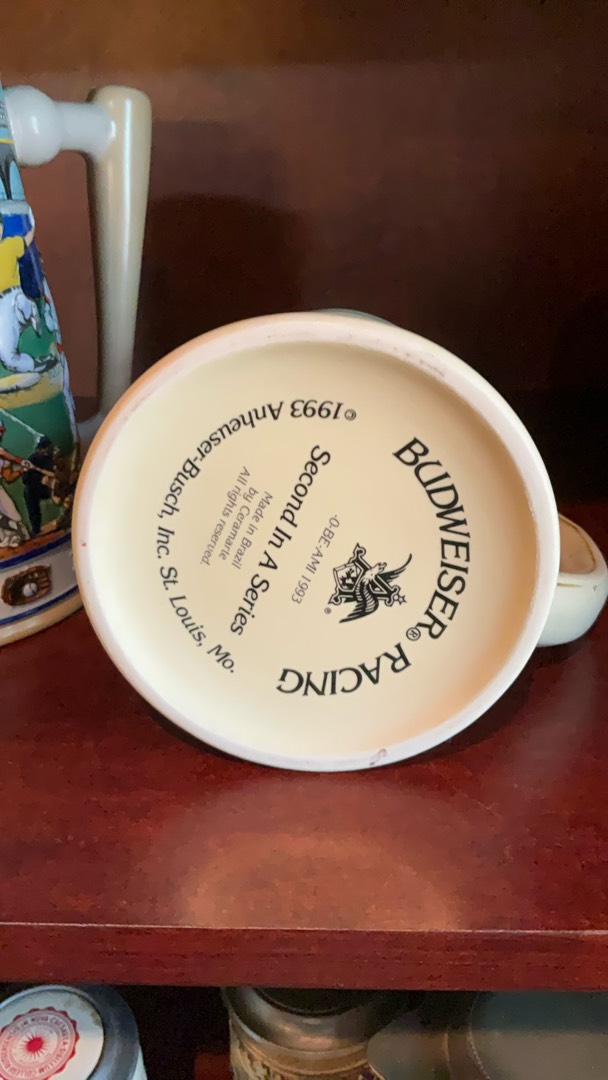 BUDWEISER® RACING
®
-0-BE-AMI 1993
Second In A Series
Made in Brazil
by Ceramarte
All rights reserved.
©1993 Anheuser-Busch, Inc. St. Louis, Mo.